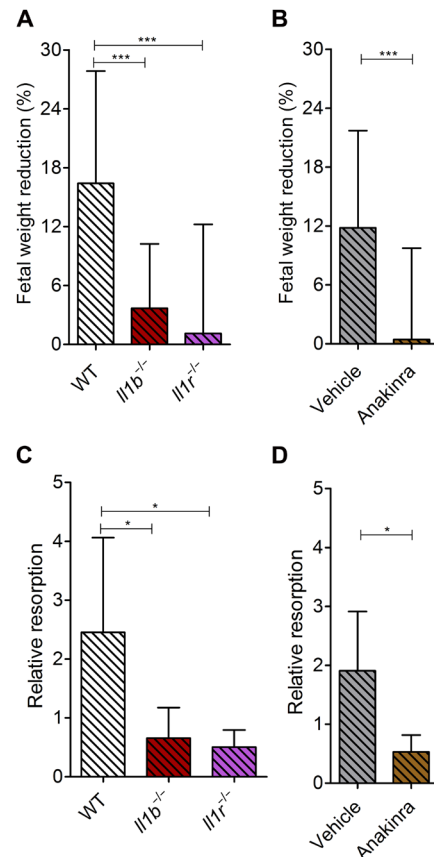 A
Fetal weight reduction (%)
30
24
18
12
6
0
***
***
WT
Il1b-/-
Il1r-/-
B
Fetal weight reduction (%)
30
24
18
12
6
0
***
Vehicle
Anakinra
C
Relative resorption
5
4
3
2
1
0
*
*
WT
Il1b-/-
Il1r-/-
D
Relative resorption
5
4
3
2
1
0
*
Vehicle
Anakinra